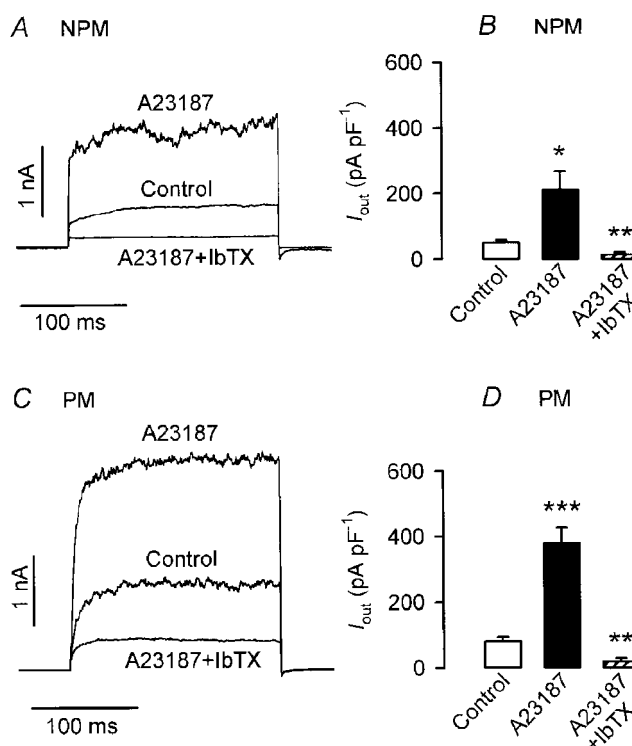 A NPM
A23187
1 nA
Control
A23187+IbTX
100 ms
B NPM
600
400
200
0
I_out (pA pF⁻¹)
*
**
Control
A23187
A23187
+IbTX
C PM
A23187
1 nA
Control
A23187+IbTX
100 ms
D PM
600
400
200
0
I_out (pA pF⁻¹)
***
**
Control
A23187
A23187
+IbTX